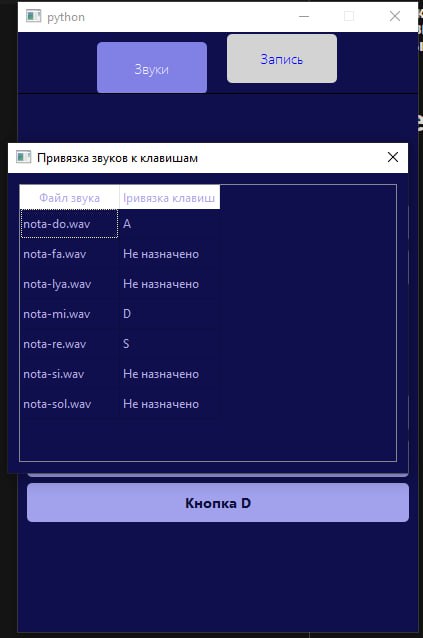 python
Звуки
Запись
Привязка звуков к клавишам
Файл звука
Iривязка клавиш
nota-do.wav A
nota-fa.wav Не назначено
nota-lya.wav Не назначено
nota-mi.wav D
nota-re.wav S
nota-si.wav Не назначено
nota-sol.wav Не назначено
Кнопка D